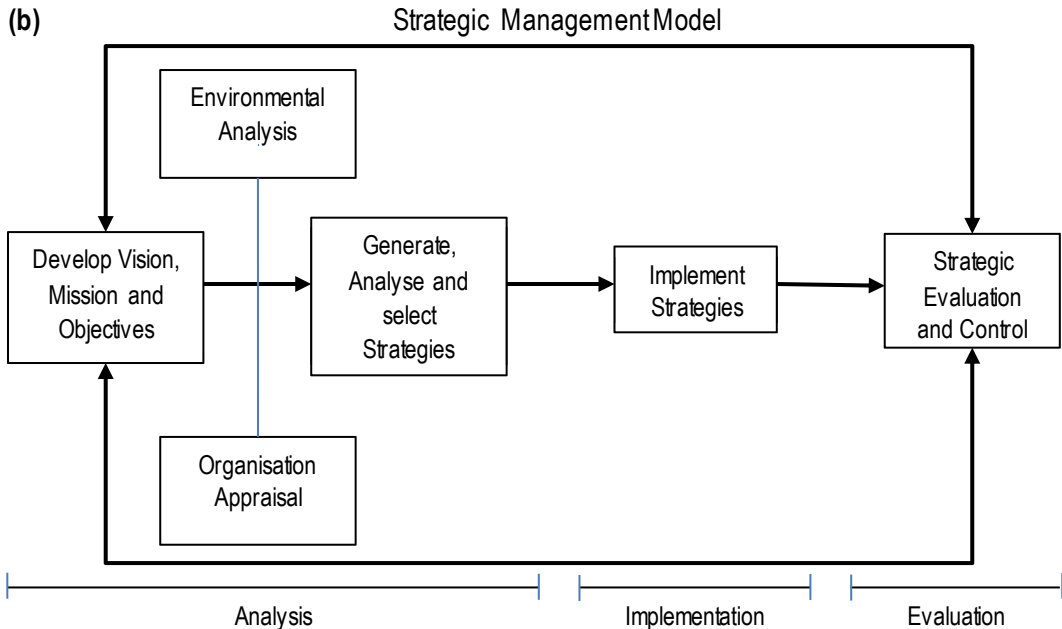 (b)
Strategic Management Model
Environmental
Analysis
Develop Vision,
Mission and
Objectives
Generate,
Analyse and
select
Strategies
Implement
Strategies
Strategic
Evaluation
and Control
Organisation
Appraisal
Analysis
Implementation
Evaluation